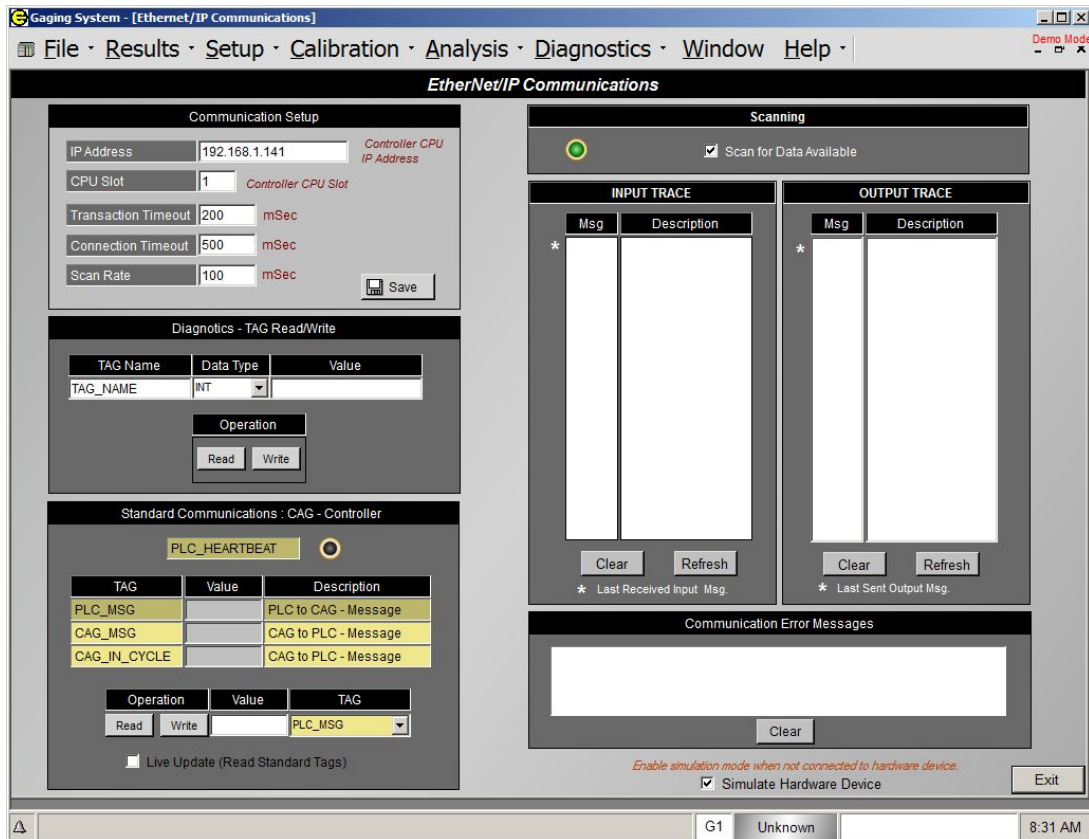 Gaging System - [Ethernet/IP Communications]
File Results Setup Calibration Analysis Diagnostics Window Help
Demo Mode
EtherNet/IP Communications
Communication Setup
IP Address 192.168.1.141 Controller CPU
IP Address
CPU Slot 1 Controller CPU Slot
Transaction Timeout 200 mSec
Connection Timeout 500 mSec
Scan Rate 100 mSec
Save
Diagnotics - TAG Read/Write
TAG Name Data Type Value
TAG_NAME INT
Operation
Read Write
Standard Communications : CAG - Controller
PLC_HEARTBEAT
TAG Value Description
PLC_MSG PLC to CAG - Message
CAG_MSG CAG to PLC - Message
CAG_IN_CYCLE CAG to PLC - Message
Operation Value TAG
Read Write PLC_MSG
Live Update (Read Standard Tags)
Scanning
Scan for Data Available
INPUT TRACE
Msg Description
*
Clear Refresh
* Last Received Input Msg.
OUTPUT TRACE
Msg Description
*
Clear Refresh
* Last Sent Output Msg.
Communication Error Messages
Clear
Enable simulation mode when not connected to hardware device.
Simulate Hardware Device
Exit
G1 Unknown 8:31 AM